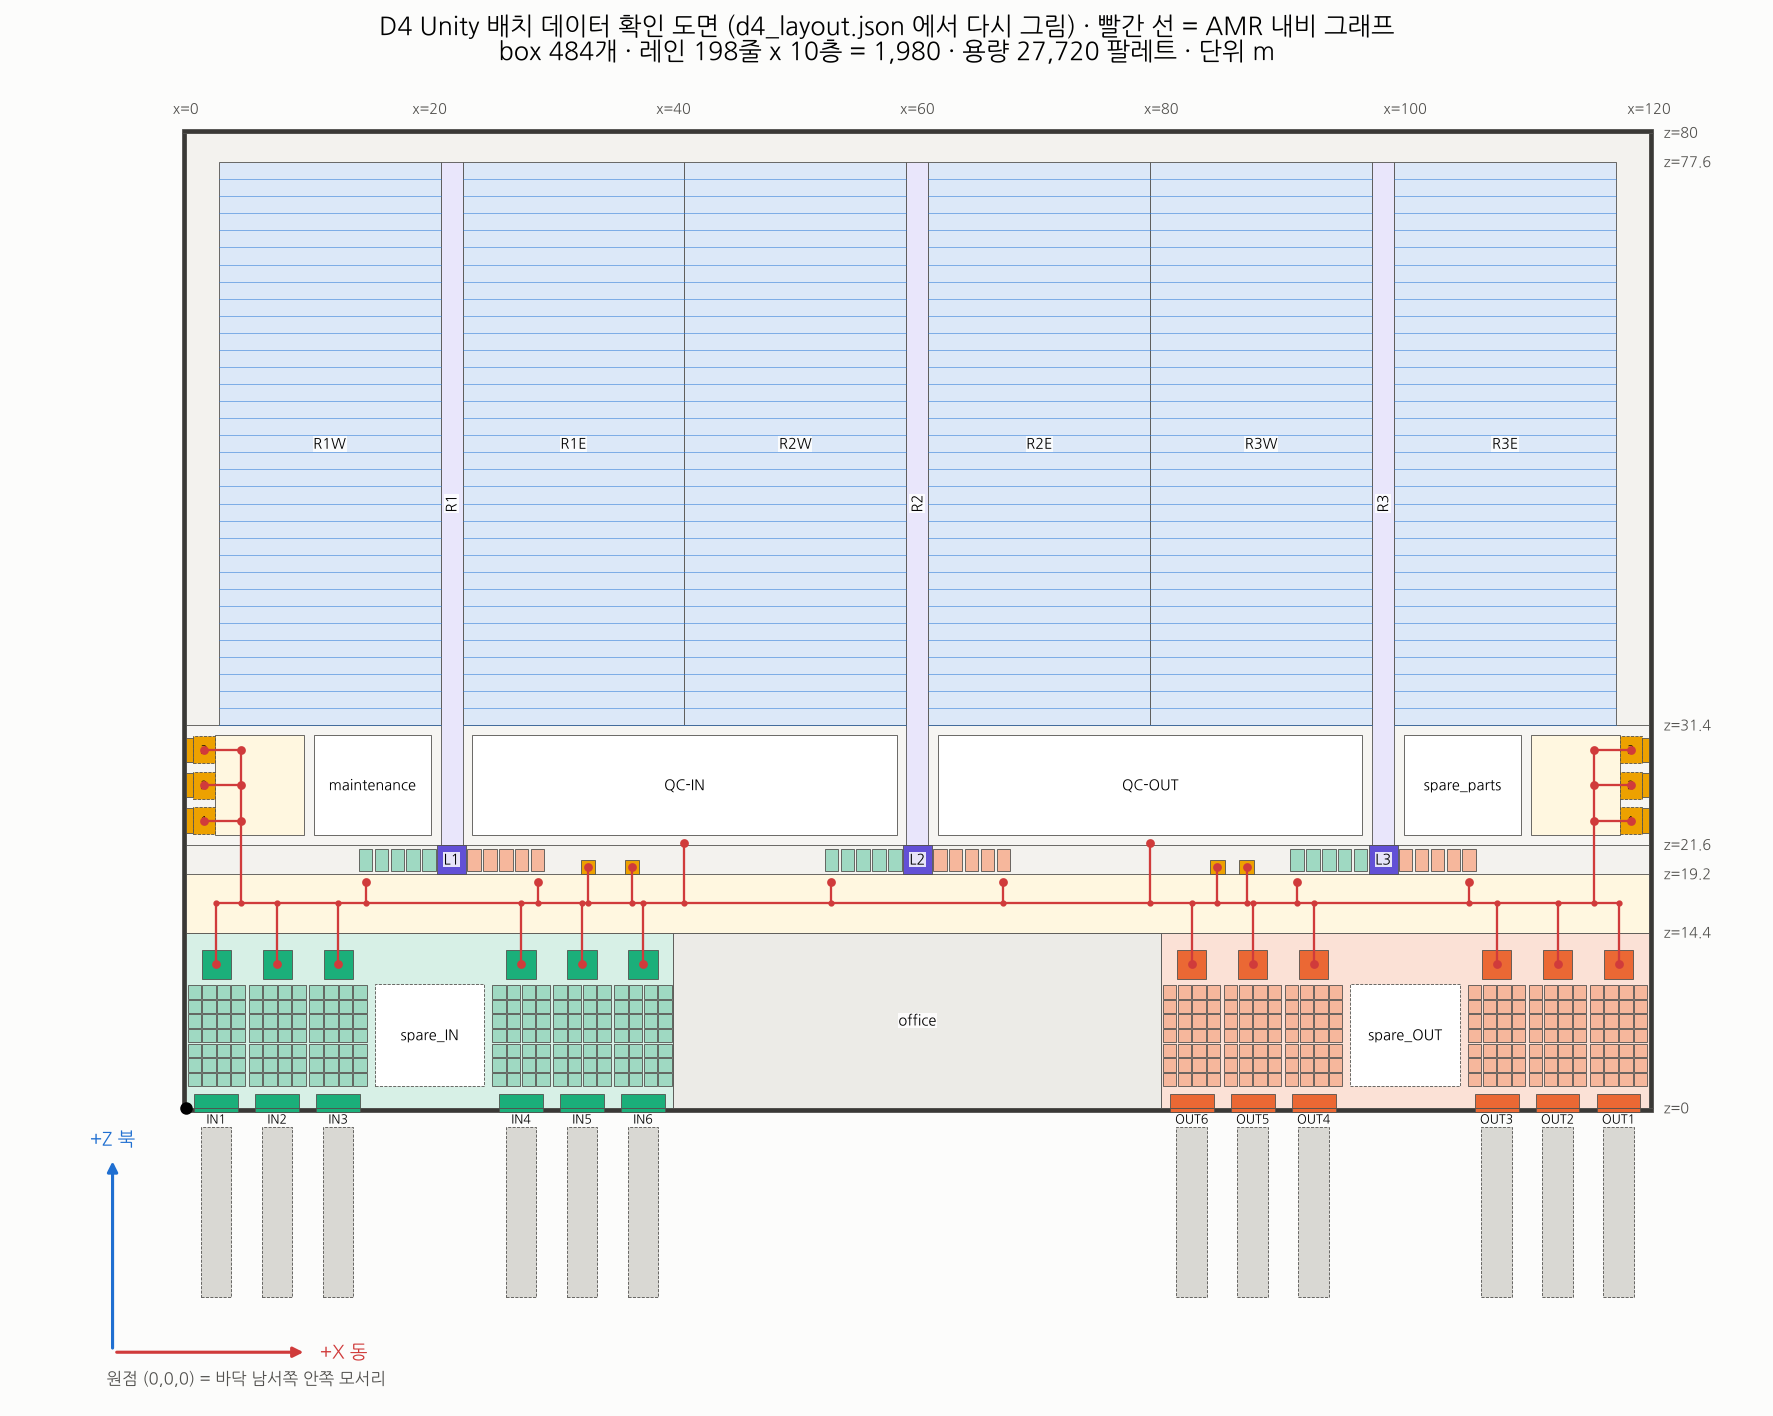 D4 Unity 배치 데이터 확인 도면 (d4_layout.json 에서 다시 그림) · 빨간 선 = AMR 내비 그래프
box 484개 · 레인 198줄 x 10층 = 1,980 · 용량 27,720 팔레트 · 단위 m
x=0 x=20 x=40 x=60 x=80 x=100 x=120
z=80
z=77.6
R1W R1E R2W R2E R3W R3E
R1 R2 R3
z=31.4
maintenance QC-IN QC-OUT spare_parts
z=21.6
L1 L2 L3
z=19.2
z=14.4
office
spare_IN spare_OUT
z=0
IN1 IN2 IN3 IN4 IN5 IN6 OUT6 OUT5 OUT4 OUT3 OUT2 OUT1
+Z 북
+X 동
원점 (0,0,0) = 바닥 남서쪽 안쪽 모서리